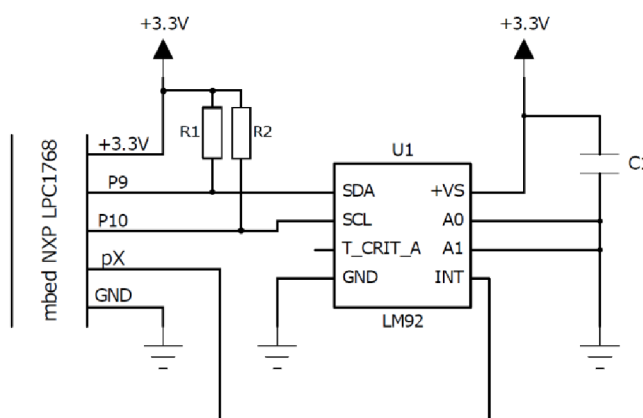 +3.3V
+3.3V
mbed NXP LPC1768
+3.3V
P9
P10
pX
GND
R1
R2
U1
SDA
SCL
T_CRIT_A
GND
+VS
A0
A1
INT
LM92